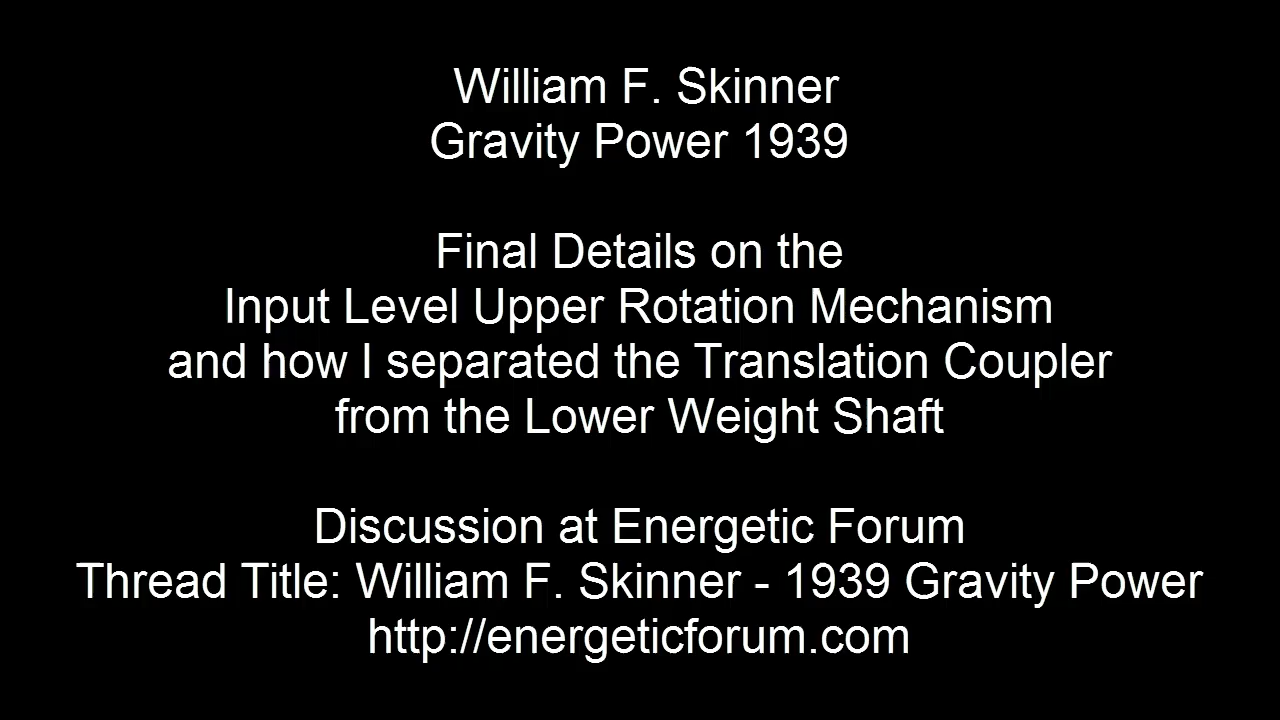 William F. Skinner
Gravity Power 1939
Final Details on the
Input Level Upper Rotation Mechanism
and how I separated the Translation Coupler
from the Lower Weight Shaft
Discussion at Energetic Forum
Thread Title: William F. Skinner - 1939 Gravity Power
http://energeticforum.com